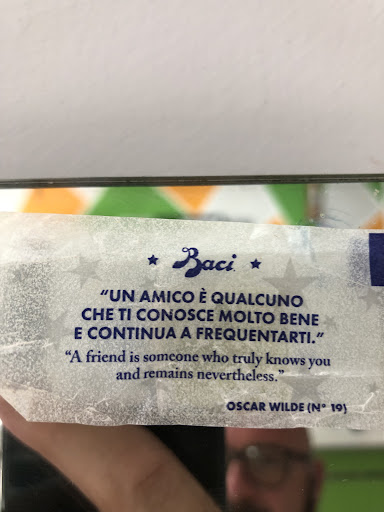 Baci
"UN AMICO È QUALCUNO
CHE TI CONOSCE MOLTO BENE
E CONTINUA A FREQUENTARTI."
"A friend is someone who truly knows you
and remains nevertheless."
OSCAR WILDE (N° 19)